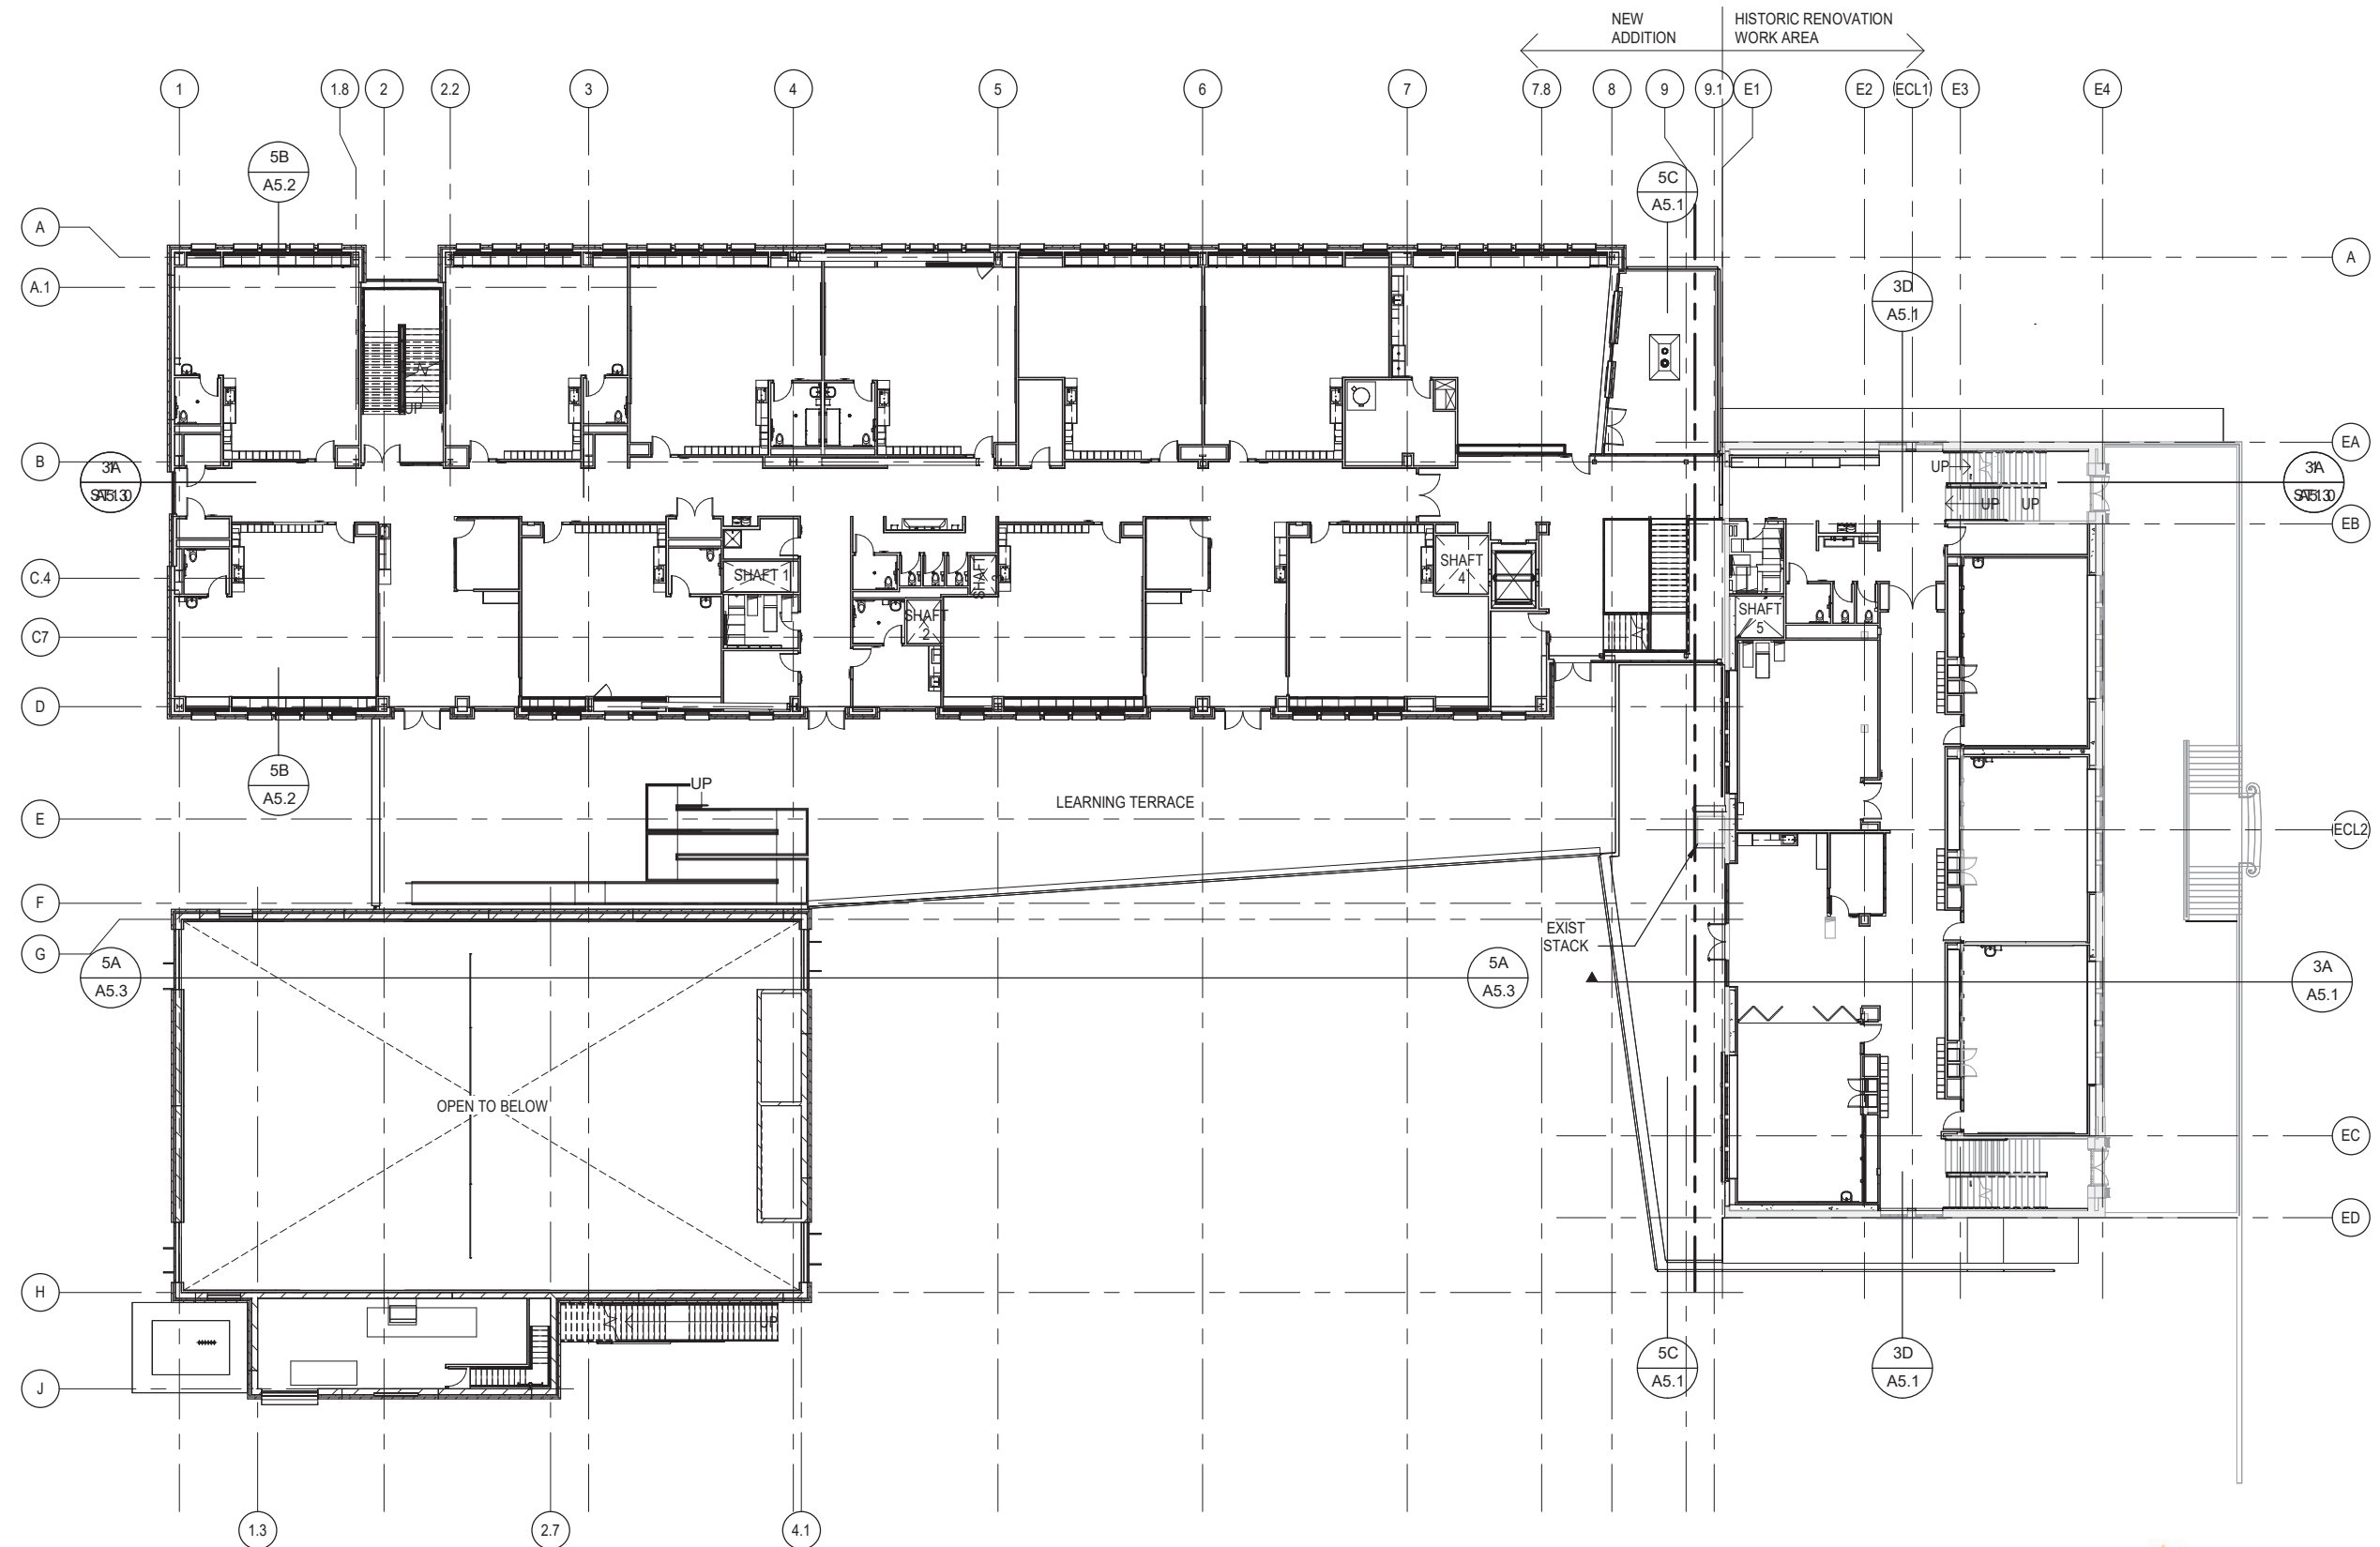 NEW
ADDITION
HISTORIC RENOVATION
WORK AREA
1
1.8
2
2.2
3
4
5
6
7
7.8
8
9
9.1
E1
E2
ECL1
E3
E4
5B
A5.2
5C
A5.1
A
A
A.1
3D
A5.1
UP
B
EA
3A
3A
UP
UP
UP
EB
C.4
SHAFT 1
SHAFT
SHAFT
4
SHAFT
2
SHAFT
5
C7
D
5B
A5.2
UP
LEARNING TERRACE
E
ECL2
F
G
EXIST
STACK
5A
A5.3
5A
A5.3
3A
A5.1
OPEN TO BELOW
EC
ED
H
UP
J
5C
A5.1
3D
A5.1
1.3
2.7
4.1